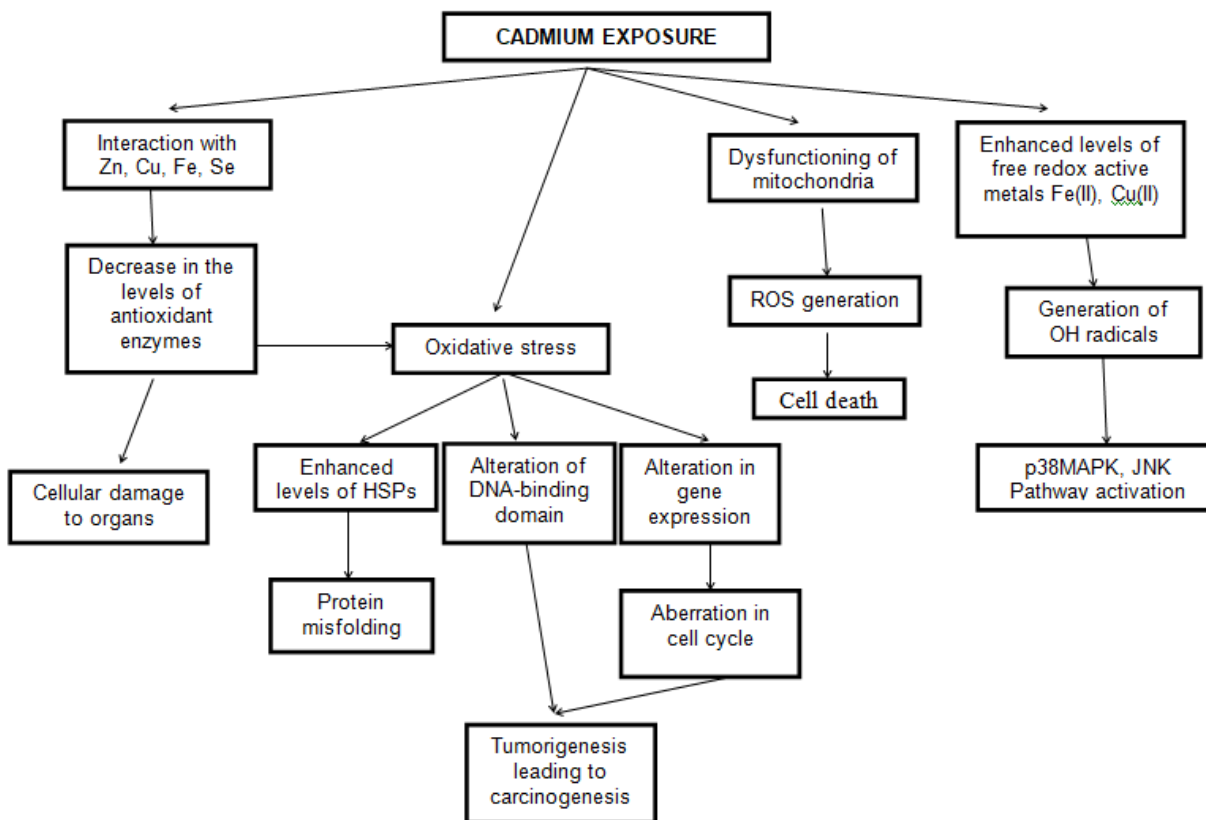 CADMIUM EXPOSURE
Interaction with
Zn, Cu, Fe, Se
Dysfunctioning of
mitochondria
Enhanced levels of
free redox active
metals Fe(II), Cu(II)
Decrease in the
levels of
antioxidant
enzymes
Oxidative stress
ROS generation
Generation of
OH radicals
Cell death
Cellular damage
to organs
Enhanced
levels of HSPs
Alteration of
DNA-binding
domain
Alteration in
gene
expression
p38MAPK, JNK
Pathway activation
Protein
misfolding
Aberration in
cell cycle
Tumorigenesis
leading to
carcinogenesis